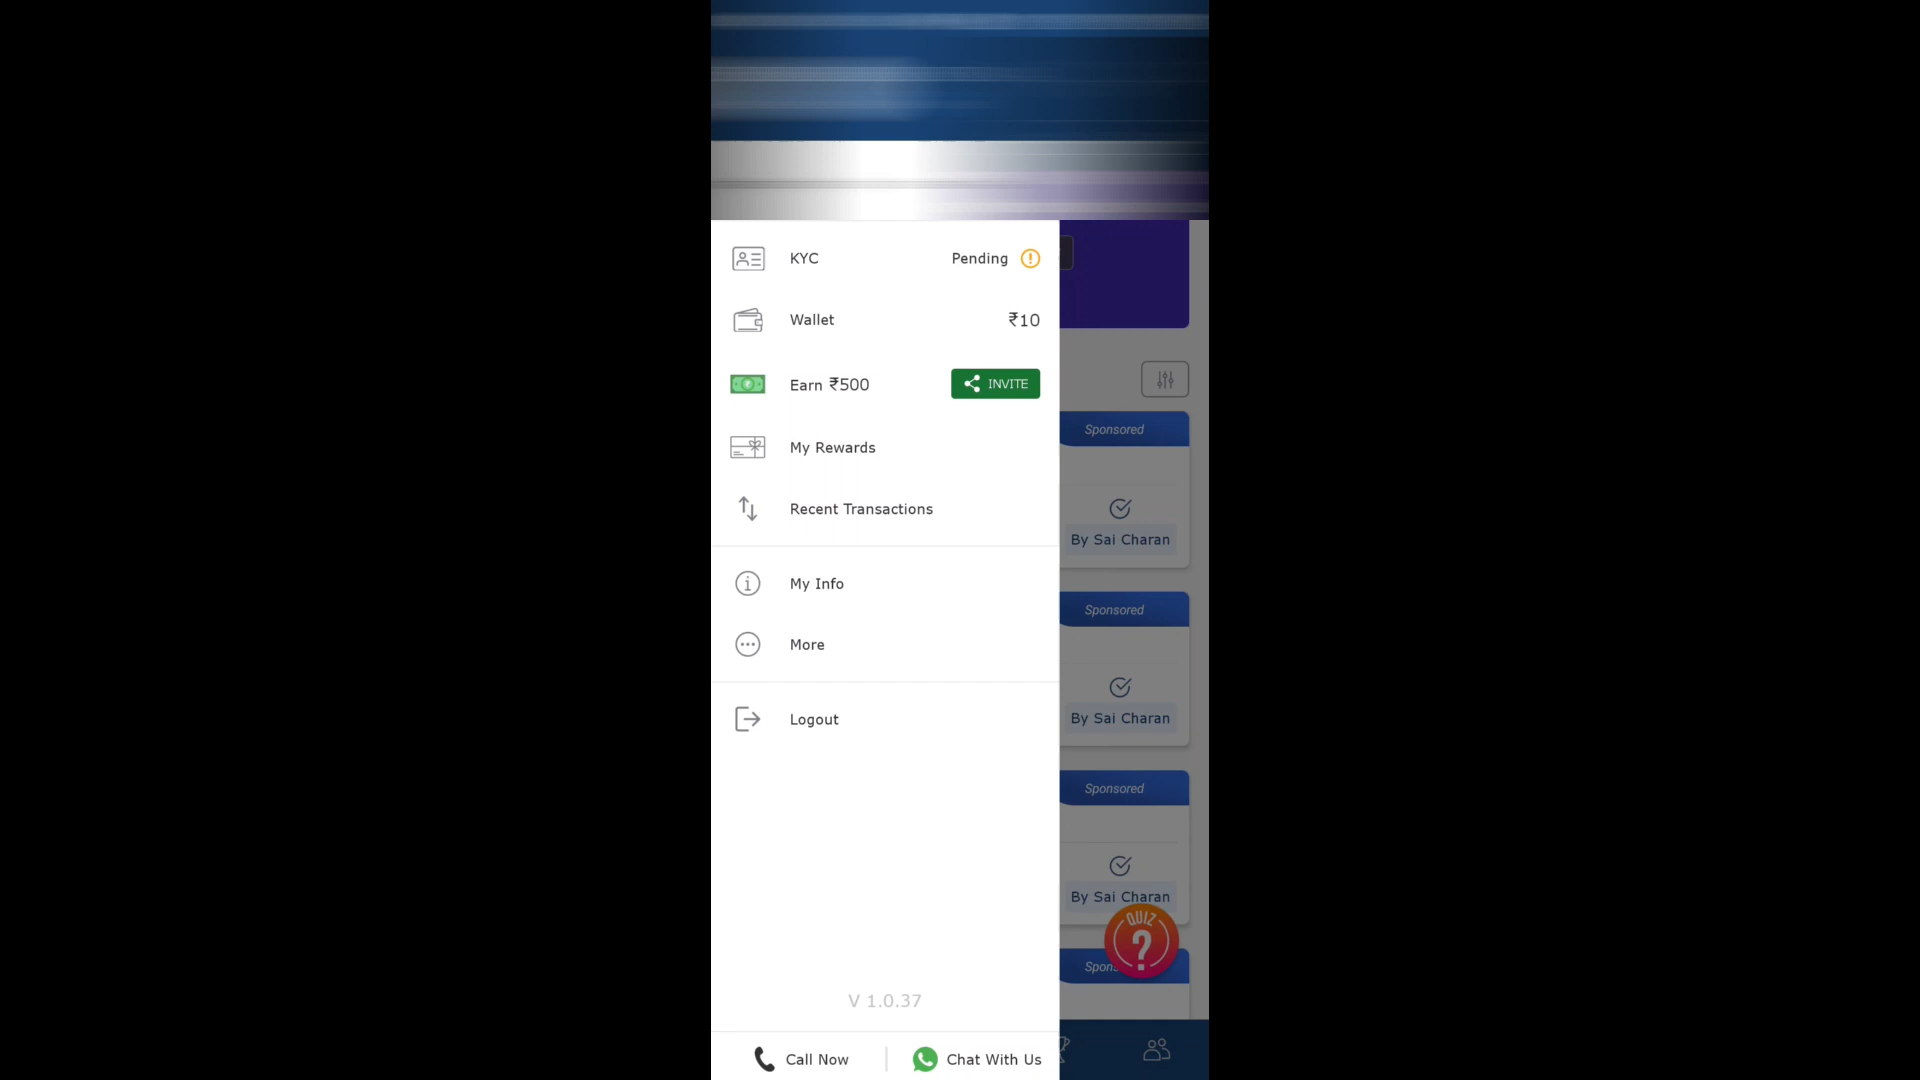 KYC Pending
Wallet ₹10
Earn ₹500 INVITE
My Rewards
Recent Transactions
My Info
More
Logout
V 1.0.37
Call Now
Chat With Us
Sponsored
By Sai Charan
Sponsored
By Sai Charan
Sponsored
By Sai Charan
QUIZ
?